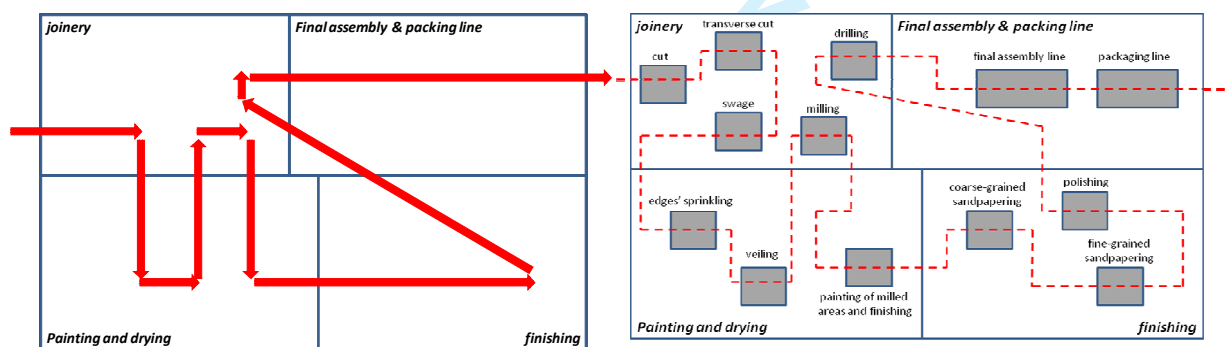 joinery
Final assembly & packing line
Painting and drying
finishing
joinery
transverse cut
drilling
Final assembly & packing line
cut
final assembly line
packaging line
swage
milling
edges' sprinkling
coarse-grained
sandpapering
polishing
veiling
fine-grained
sandpapering
painting of milled
areas and finishing
Painting and drying
finishing